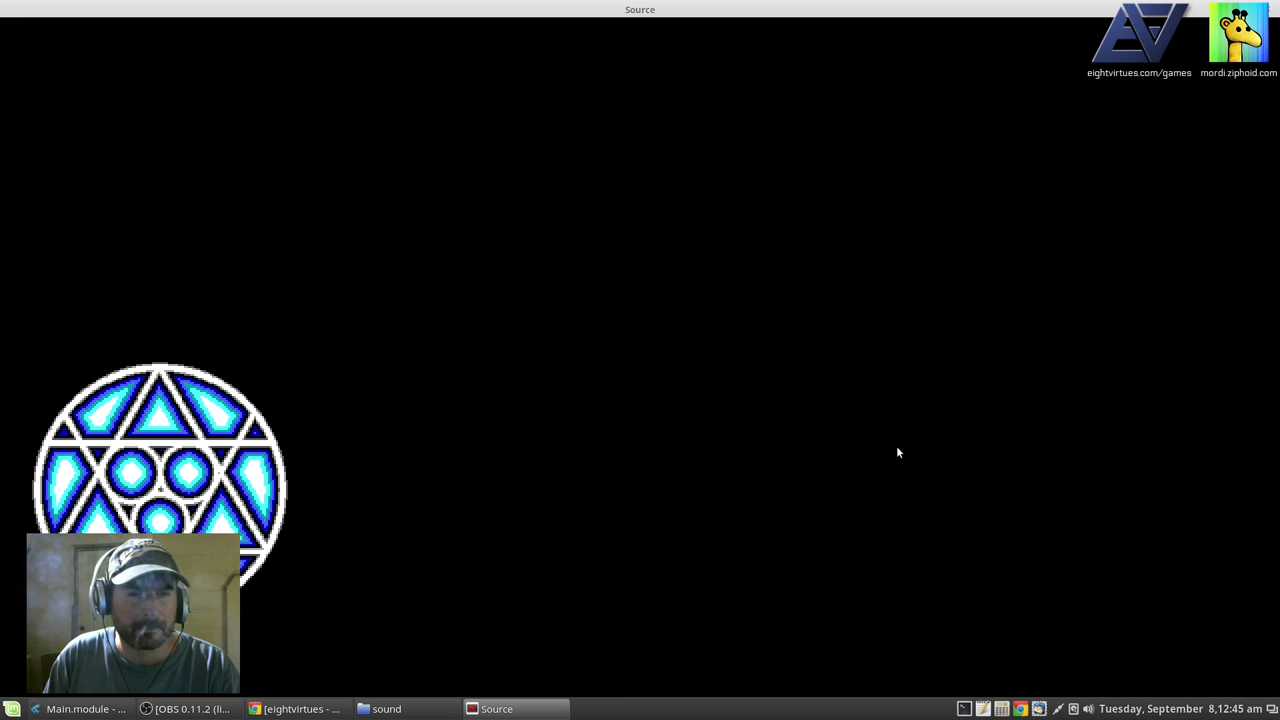 Source
eightvirtues.com/games
mordi.ziphoid.com
Main.module - ...
[OBS 0.11.2 (li...
[eightvirtues - ...
sound
Source
Tuesday, September 8,12:45 am